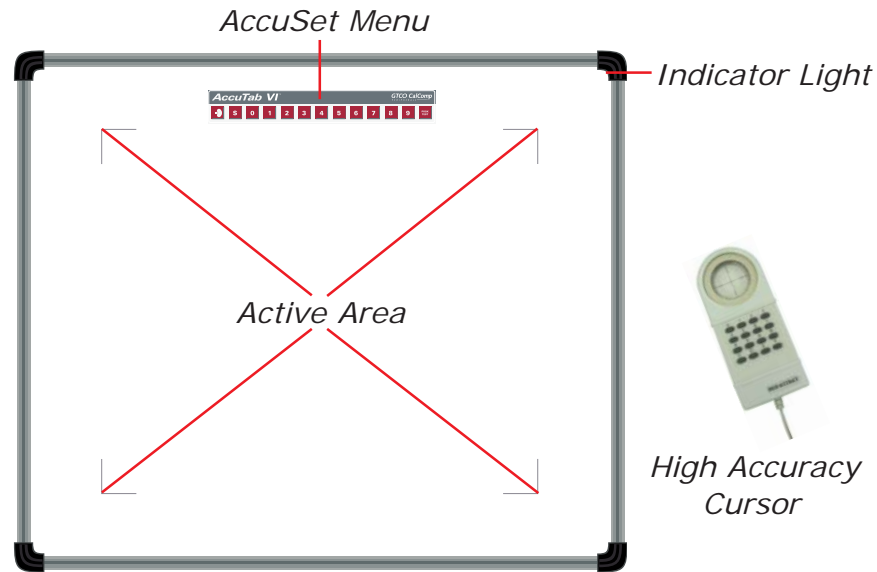 AccuSet Menu
Indicator Light
AccuTab VI GTCO CalComp
S 0 1 2 3 4 5 6 7 8 9
Active Area
High Accuracy
Cursor